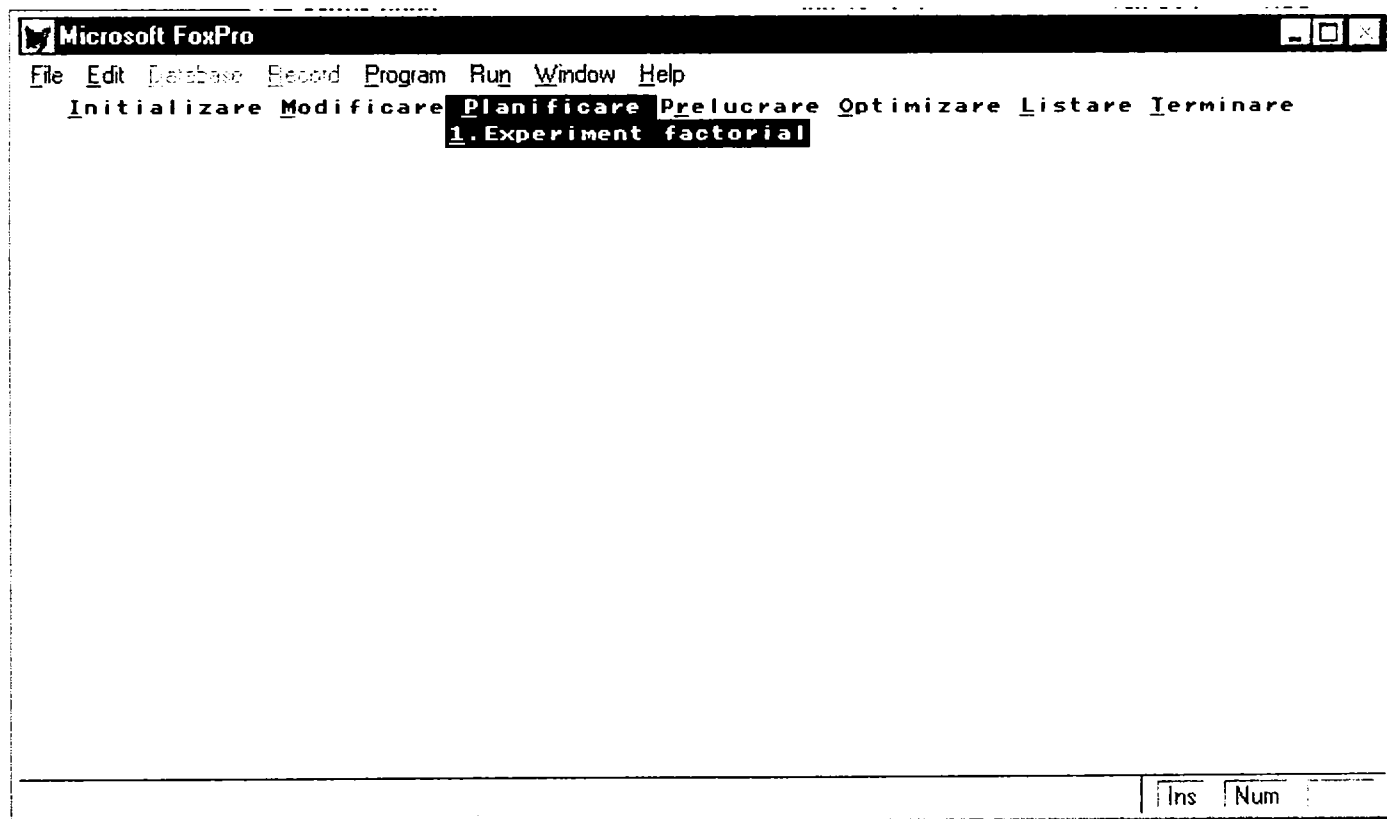 Microsoft FoxPro
File Edit Database Record Program Run Window Help
Initializare Modificare Planificare Prelucrare Optimizare Listare Terminare
1.Experiment factorial
Ins Num